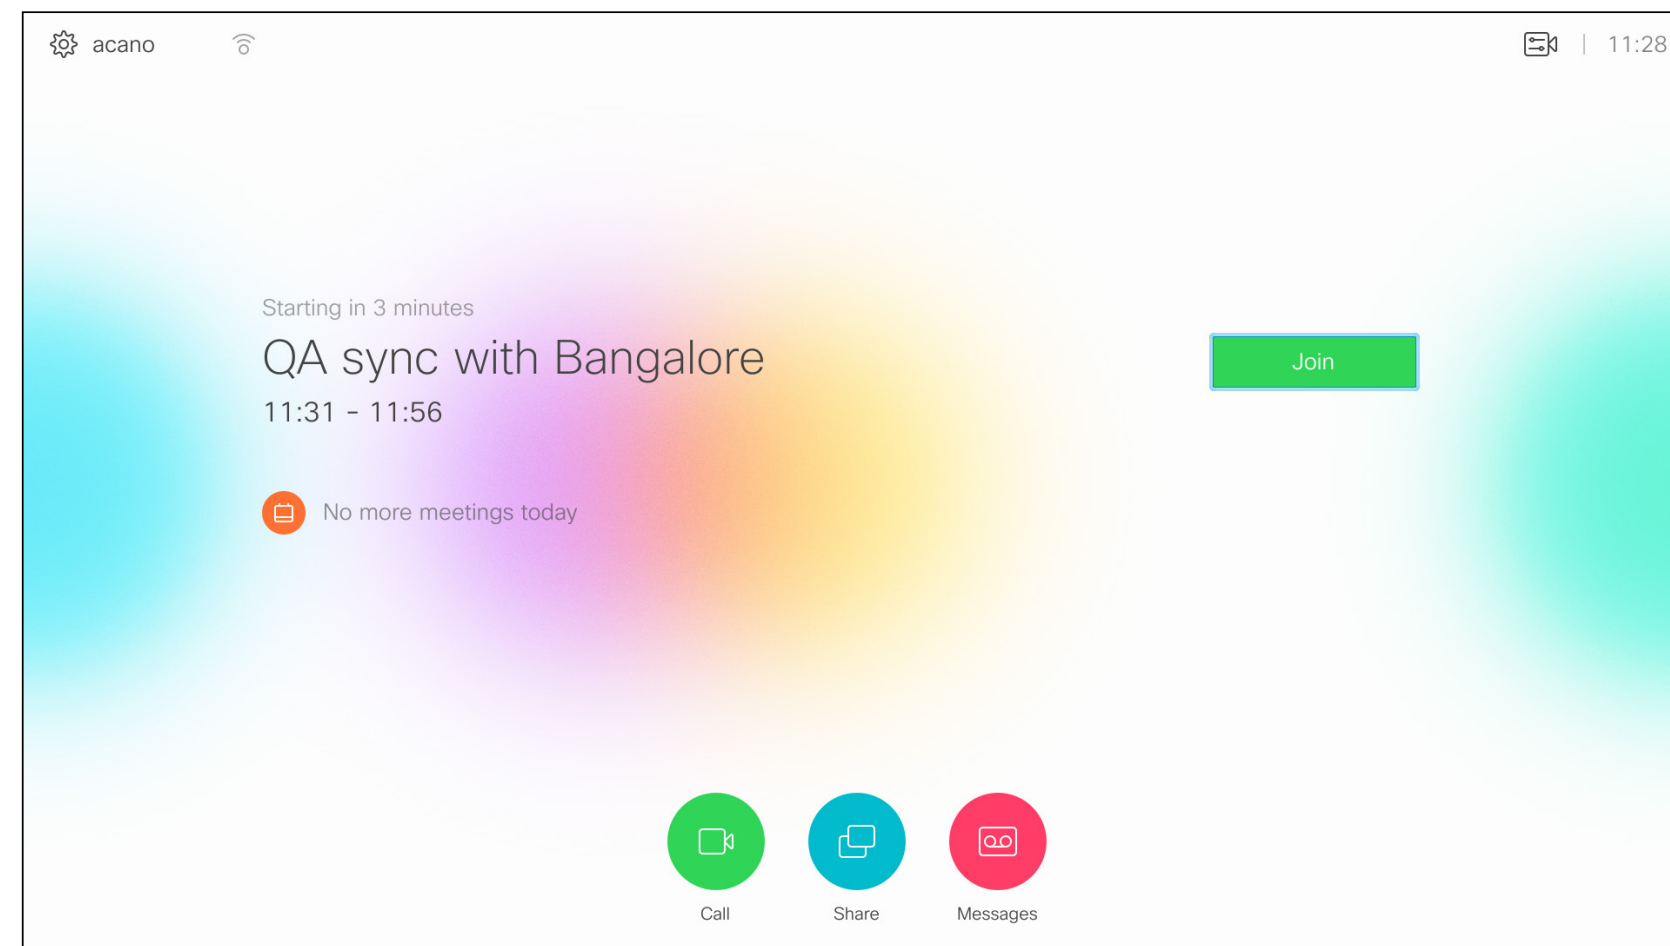 acano
11:28
Starting in 3 minutes
QA sync with Bangalore
11:31 - 11:56
Join
No more meetings today
Call
Share
Messages